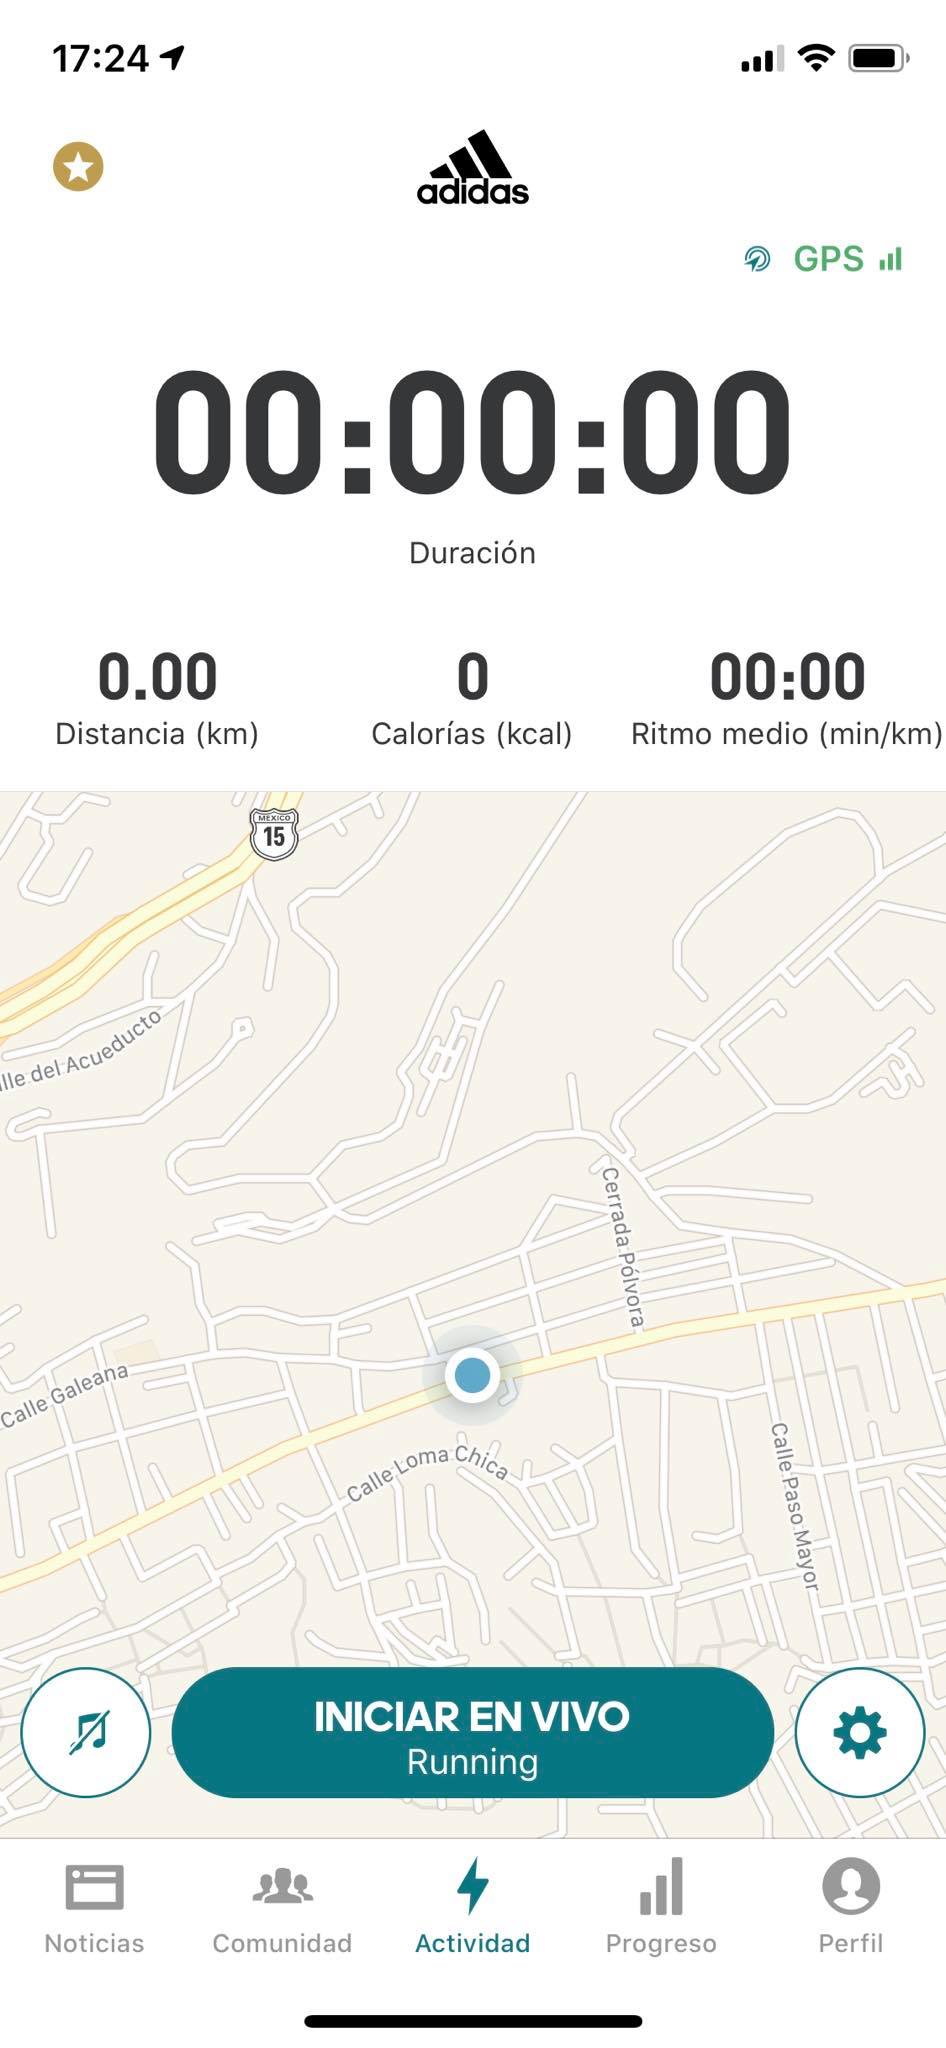 17:24
adidas
GPS
00:00:00
Duración
0.00 0 00:00
Distancia (km) Calorías (kcal) Ritmo medio (min/km)
MEXICO
15
lle del Acueducto
Cerrada Pólvora
Calle Galeana
Calle Loma Chica
Calle Paso Mayor
INICIAR EN VIVO
Running
Noticias Comunidad Actividad Progreso Perfil